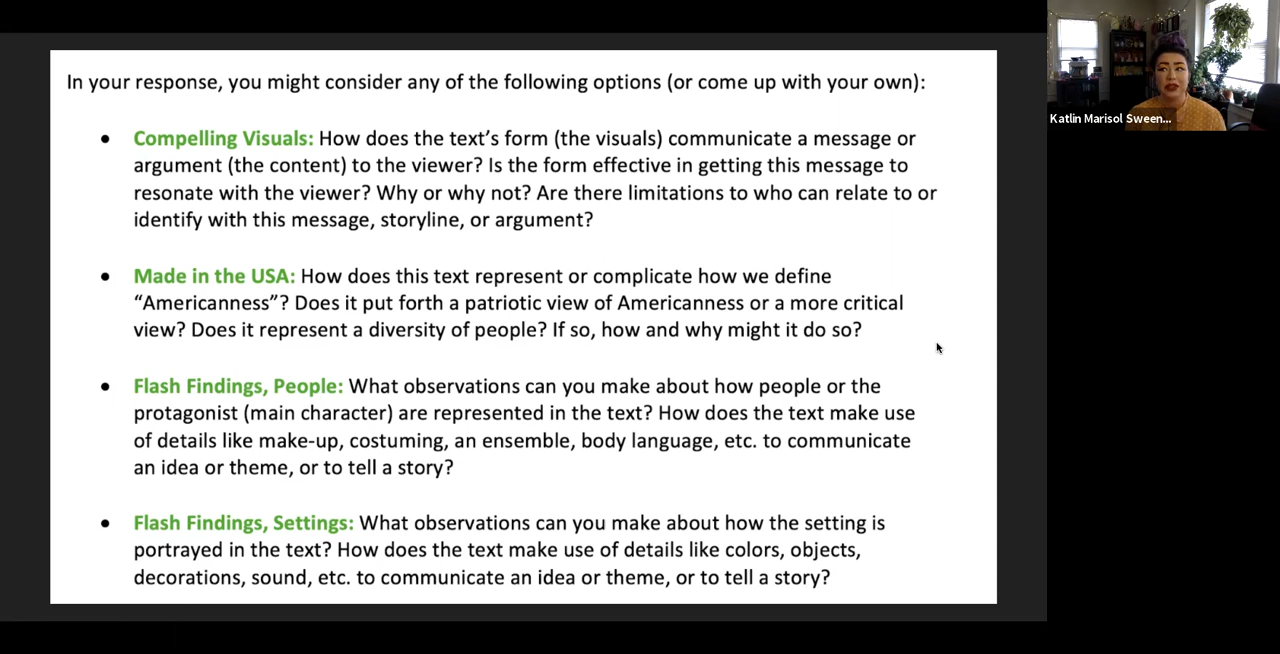 In your response, you might consider any of the following options (or come up with your own):
• Compelling Visuals: How does the text's form (the visuals) communicate a message or
argument (the content) to the viewer? Is the form effective in getting this message to
resonate with the viewer? Why or why not? Are there limitations to who can relate to or
identify with this message, storyline, or argument?
• Made in the USA: How does this text represent or complicate how we define
“Americanness”? Does it put forth a patriotic view of Americanness or a more critical
view? Does it represent a diversity of people? If so, how and why might it do so?
• Flash Findings, People: What observations can you make about how people or the
protagonist (main character) are represented in the text? How does the text make use
of details like make-up, costuming, an ensemble, body language, etc. to communicate
an idea or theme, or to tell a story?
• Flash Findings, Settings: What observations can you make about how the setting is
portrayed in the text? How does the text make use of details like colors, objects,
decorations, sound, etc. to communicate an idea or theme, or to tell a story?
Katlin Marisol Sween...